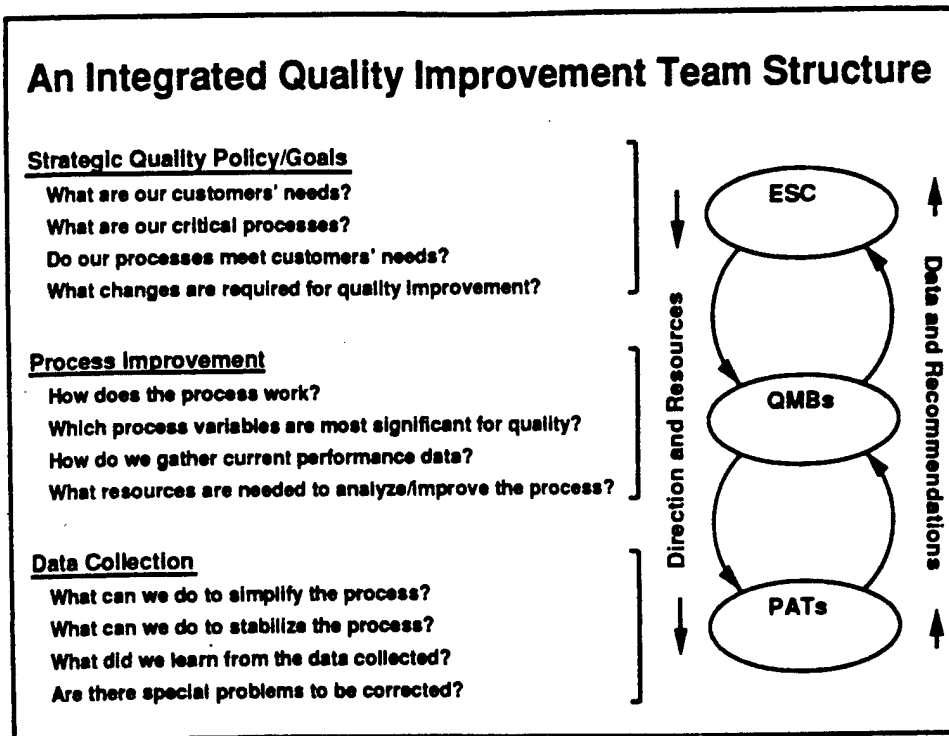 An Integrated Quality Improvement Team Structure
Strategic Quality Policy/Goals
What are our customers' needs?
What are our critical processes?
Do our processes meet customers' needs?
What changes are required for quality improvement?
Process Improvement
How does the process work?
Which process variables are most significant for quality?
How do we gather current performance data?
What resources are needed to analyze/improve the process?
Data Collection
What can we do to simplify the process?
What can we do to stabilize the process?
What did we learn from the data collected?
Are there special problems to be corrected?
Direction and Resources
ESC
QMBs
PATs
Data and Recommendations